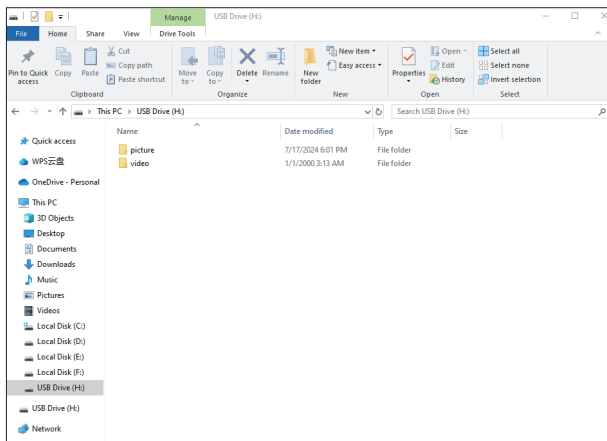 Manage
USB Drive (H:)
File
Home
Share
View
Drive Tools
Pin to Quick access
Copy
Paste
Cut
Copy path
Paste shortcut
Clipboard
Move to
Copy to
Delete
Rename
Organize
New folder
New item
Easy access
New
Properties
Open
Edit
History
Open
Select all
Select none
Invert selection
Select
This PC > USB Drive (H:)
Search USB Drive (H:)
Name
Date modified
Type
Size
picture 7/17/2024 6:01 PM File folder
video 1/1/2000 3:13 AM File folder
Quick access
WPS云盘
OneDrive - Personal
This PC
3D Objects
Desktop
Documents
Downloads
Music
Pictures
Videos
Local Disk (C:)
Local Disk (D:)
Local Disk (E:)
Local Disk (F:)
USB Drive (H:)
USB Drive (H:)
Network